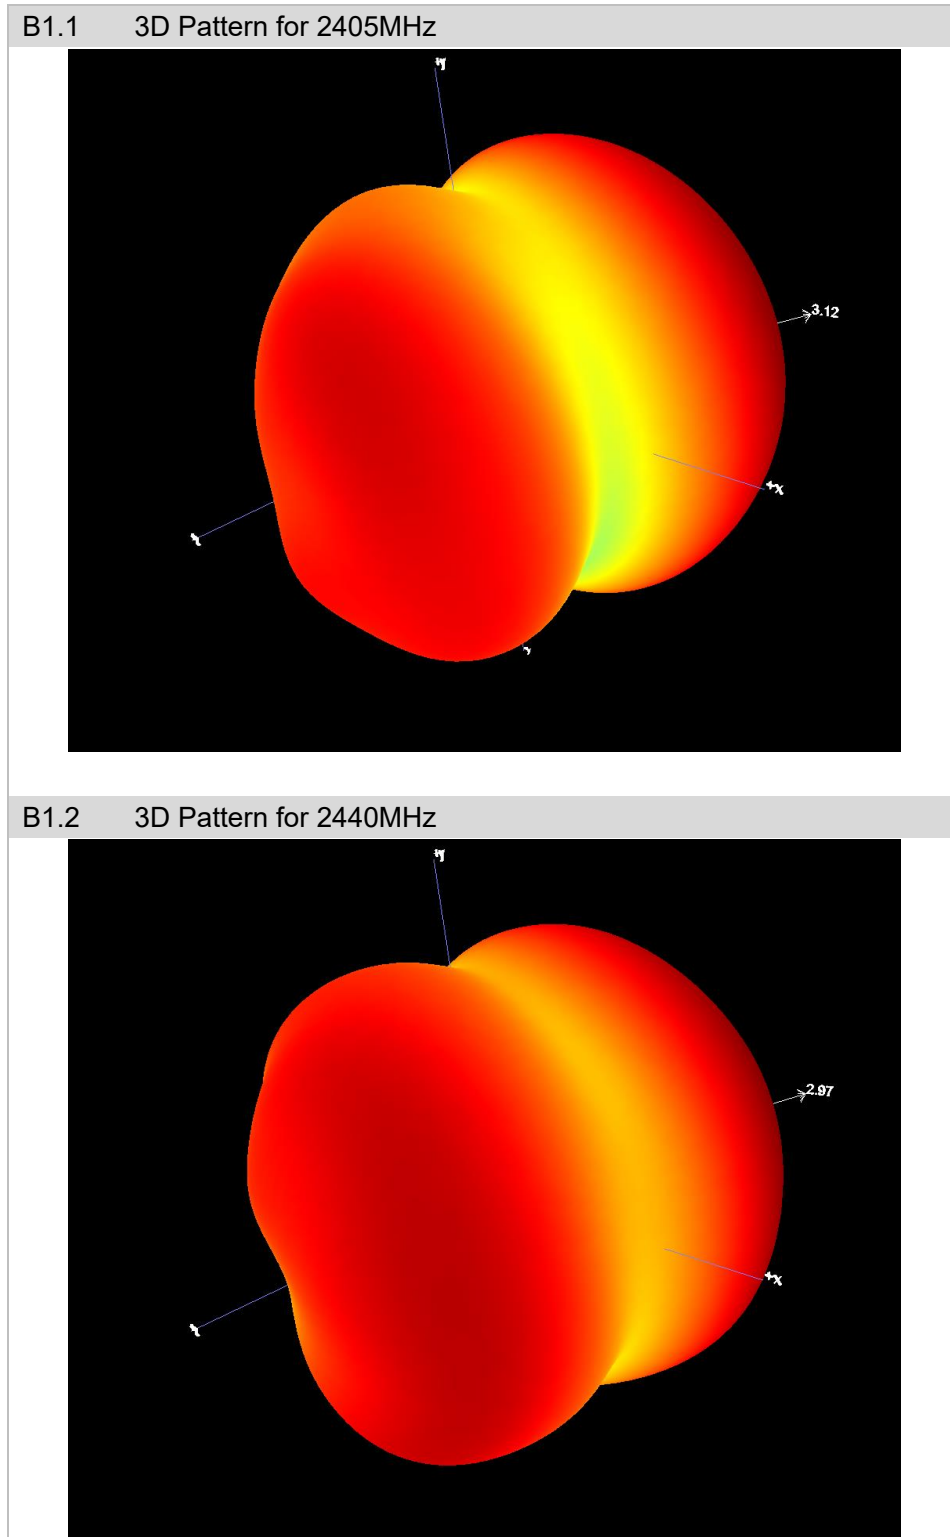 B1.1 3D Pattern for 2405MHz
3.12
+X
B1.2 3D Pattern for 2440MHz
2.97
+X